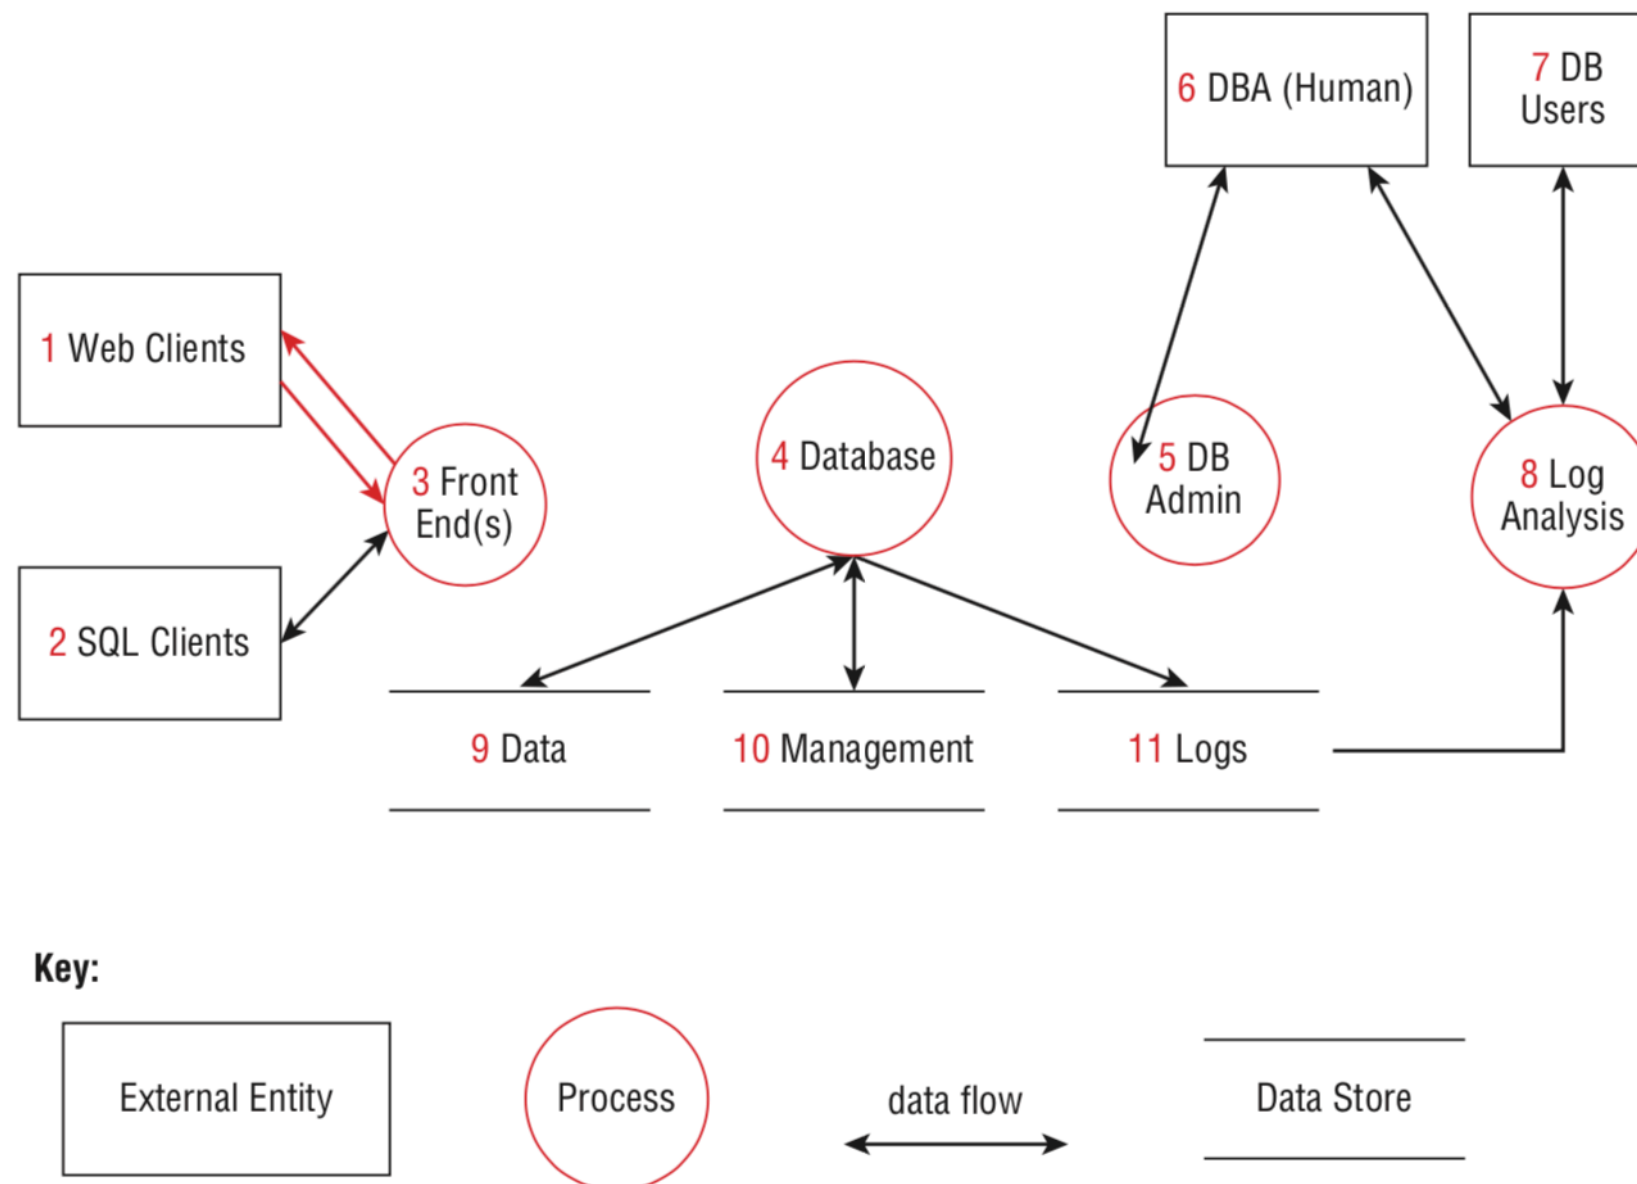 6 DBA (Human)
7 DB
Users
1 Web Clients
3 Front
End(s)
4 Database
5 DB
Admin
8 Log
Analysis
2 SQL Clients
9 Data
10 Management
11 Logs
Key:
External Entity
Process
data flow
Data Store